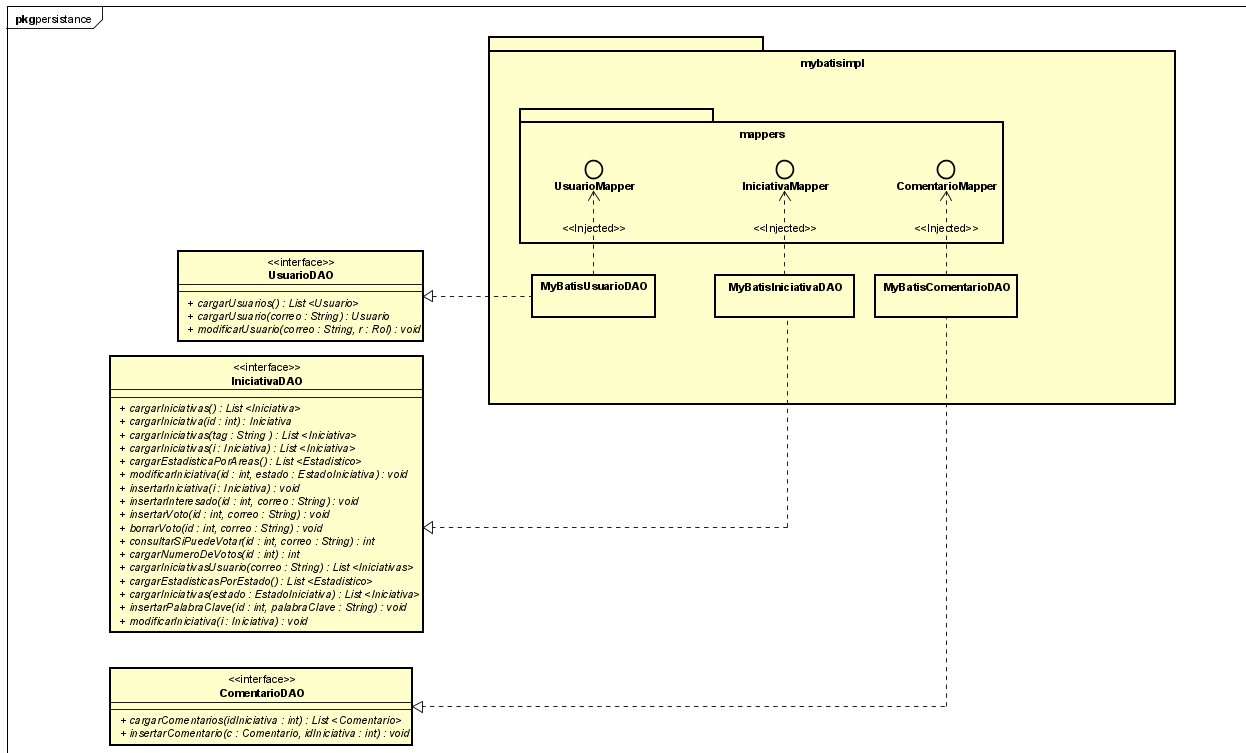 pkg persistance
mybatisimpl
mappers
UsuarioMapper
IniciativaMapper
ComentarioMapper
<<Injected>>
<<Injected>>
<<Injected>>
MyBatisUsuarioDAO
MyBatisIniciativaDAO
MyBatisComentarioDAO
<<interface>>
UsuarioDAO
+ cargarUsuarios() : List <Usuario>
+ cargarUsuario(correo : String) : Usuario
+ modificarUsuario(correo : String, r : Rol) : void
<<interface>>
IniciativaDAO
+ cargarIniciativas() : List <Iniciativa>
+ cargarIniciativa(id : int) : Iniciativa
+ cargarIniciativas(tag : String ) : List <Iniciativa>
+ cargarIniciativas(i : Iniciativa) : List <Iniciativa>
+ cargarEstadisticaPorAreas() : List <Estadistico>
+ modificarIniciativa(id : int, estado : EstadoIniciativa) : void
+ insertarIniciativa(i : Iniciativa) : void
+ insertarInteresado(id : int, correo : String) : void
+ insertarVoto(id : int, correo : String) : void
+ borrarVoto(id : int, correo : String) : void
+ consultarSiPuedeVotar(id : int, correo : String) : int
+ cargarNumeroDeVotos(id : int) : int
+ cargarIniciativasUsuario(correo : String) : List <Iniciativas>
+ cargarEstadisticasPorEstado() : List <Estadistico>
+ cargarIniciativas(estado : EstadoIniciativa) : List <Iniciativa>
+ insertarPalabraClave(id : int, palabraClave : String) : void
+ modificarIniciativa(i : Iniciativa) : void
<<interface>>
ComentarioDAO
+ cargarComentarios(idIniciativa : int) : List <Comentario>
+ insertarComentario(c : Comentario, idIniciativa : int) : void